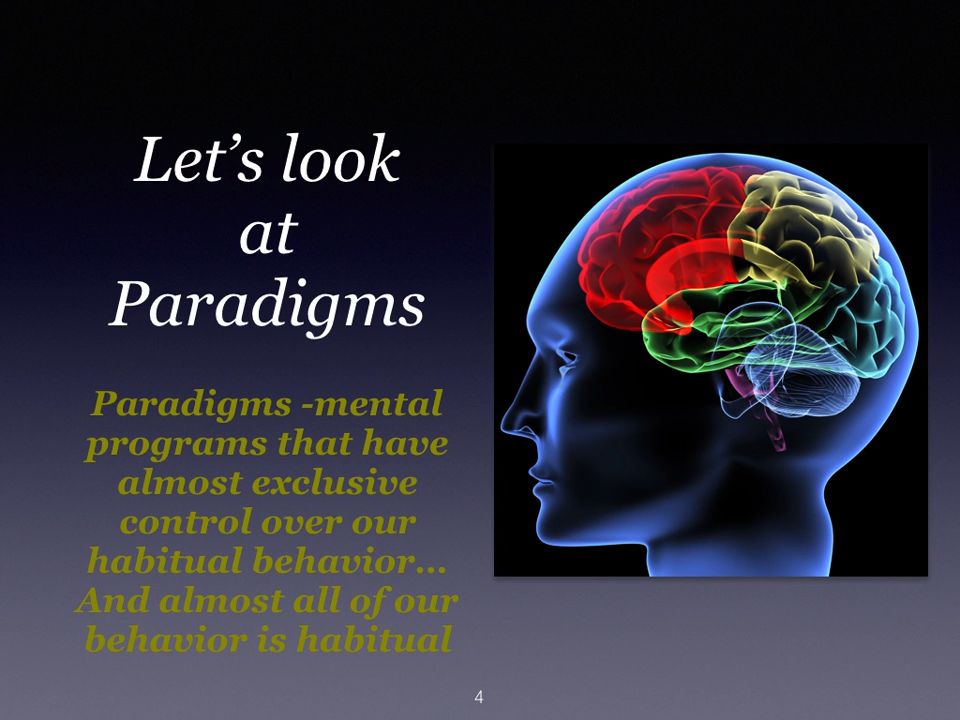 Let’s look
at
Paradigms
Paradigms -mental
programs that have
almost exclusive
control over our
habitual behavior...
And almost all of our
behavior is habitual
4